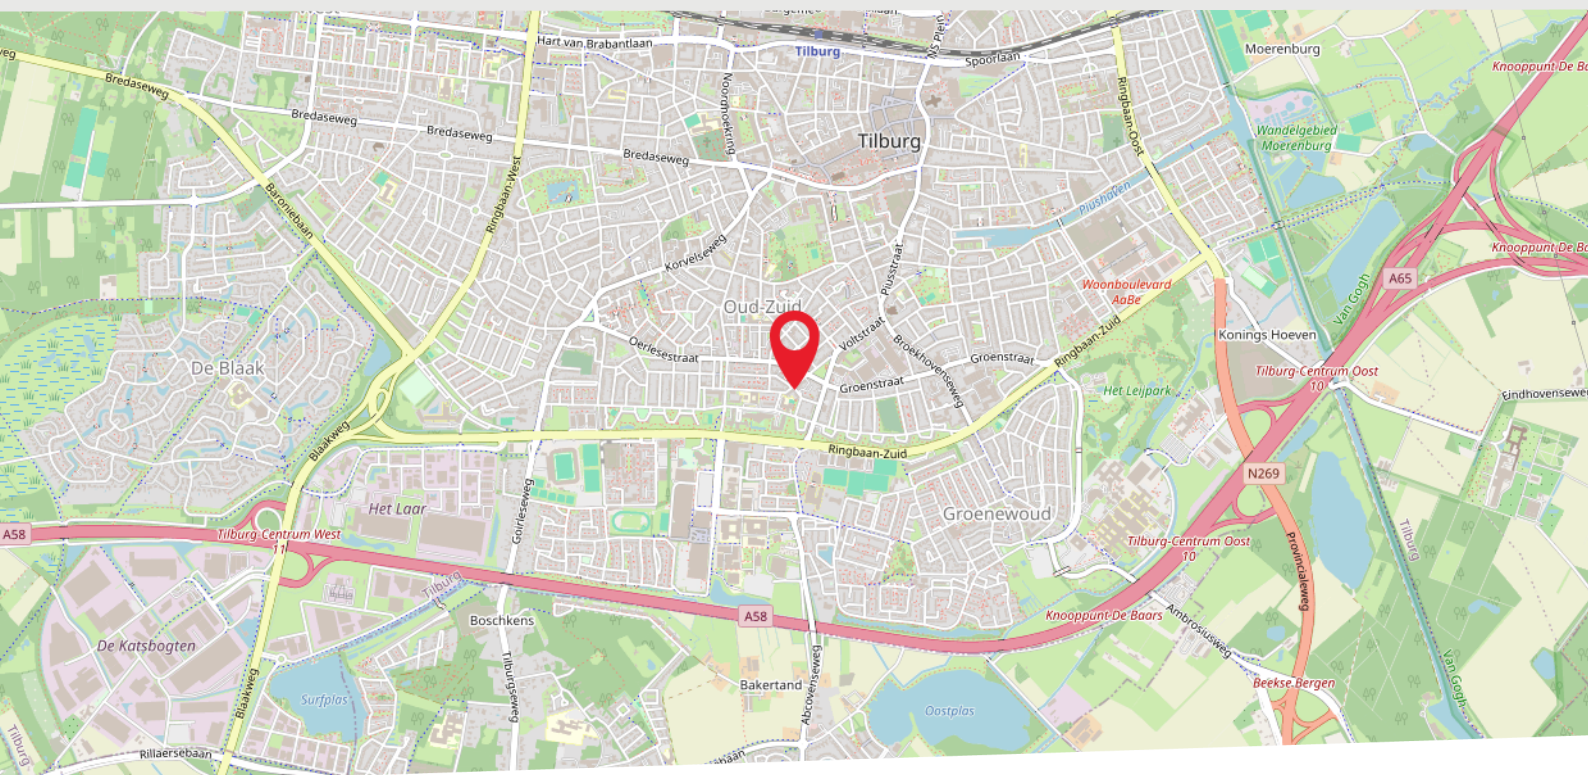 Hart van Brabantlaan
Tilburg
NS Plei
Spoorlaan
Moerenburg
Knooppunt De Ba
weg
Bredaseweg
Bredaseweg
Bredaseweg
Bredaseweg
Noordhoekring
Tilburg
Ringbaan-Oost
Wandelgebied
Moerenburg
Baroniebaan
Ringbaan-West
Piushaven
Korvelseweg
Piusstraat
Knooppunt De Ba
A65
Woonboulevard
AaBe
Van Gogh
Oud-Zuid
Voltstraat
Ringbaan-Zuid
Konings Hoeven
Oerlesestraat
Broekhovenseweg
Groenstraat
De Blaak
Groenstraat
Het Leijpark
Tilburg-Centrum Oost
10
Eindhovensewe
Blaakweg
Ringbaan-Zuid
N269
Het Laar
Goirleseweg
Groenewoud
A58
Tilburg-Centrum West
11
Tilburg-Centrum Oost
10
Tilburg
Provincialeweg
Tilburg
A58
Knooppunt De Baars
Boschkens
Ambrosiusweg
De Katsbogten
Tilburgseweg
Abcovenseweg
Bakertand
Beekse Bergen
Van Gogh
Blaakweg
Surfplas
Oostplas
Tilburg
Rillaersebaan